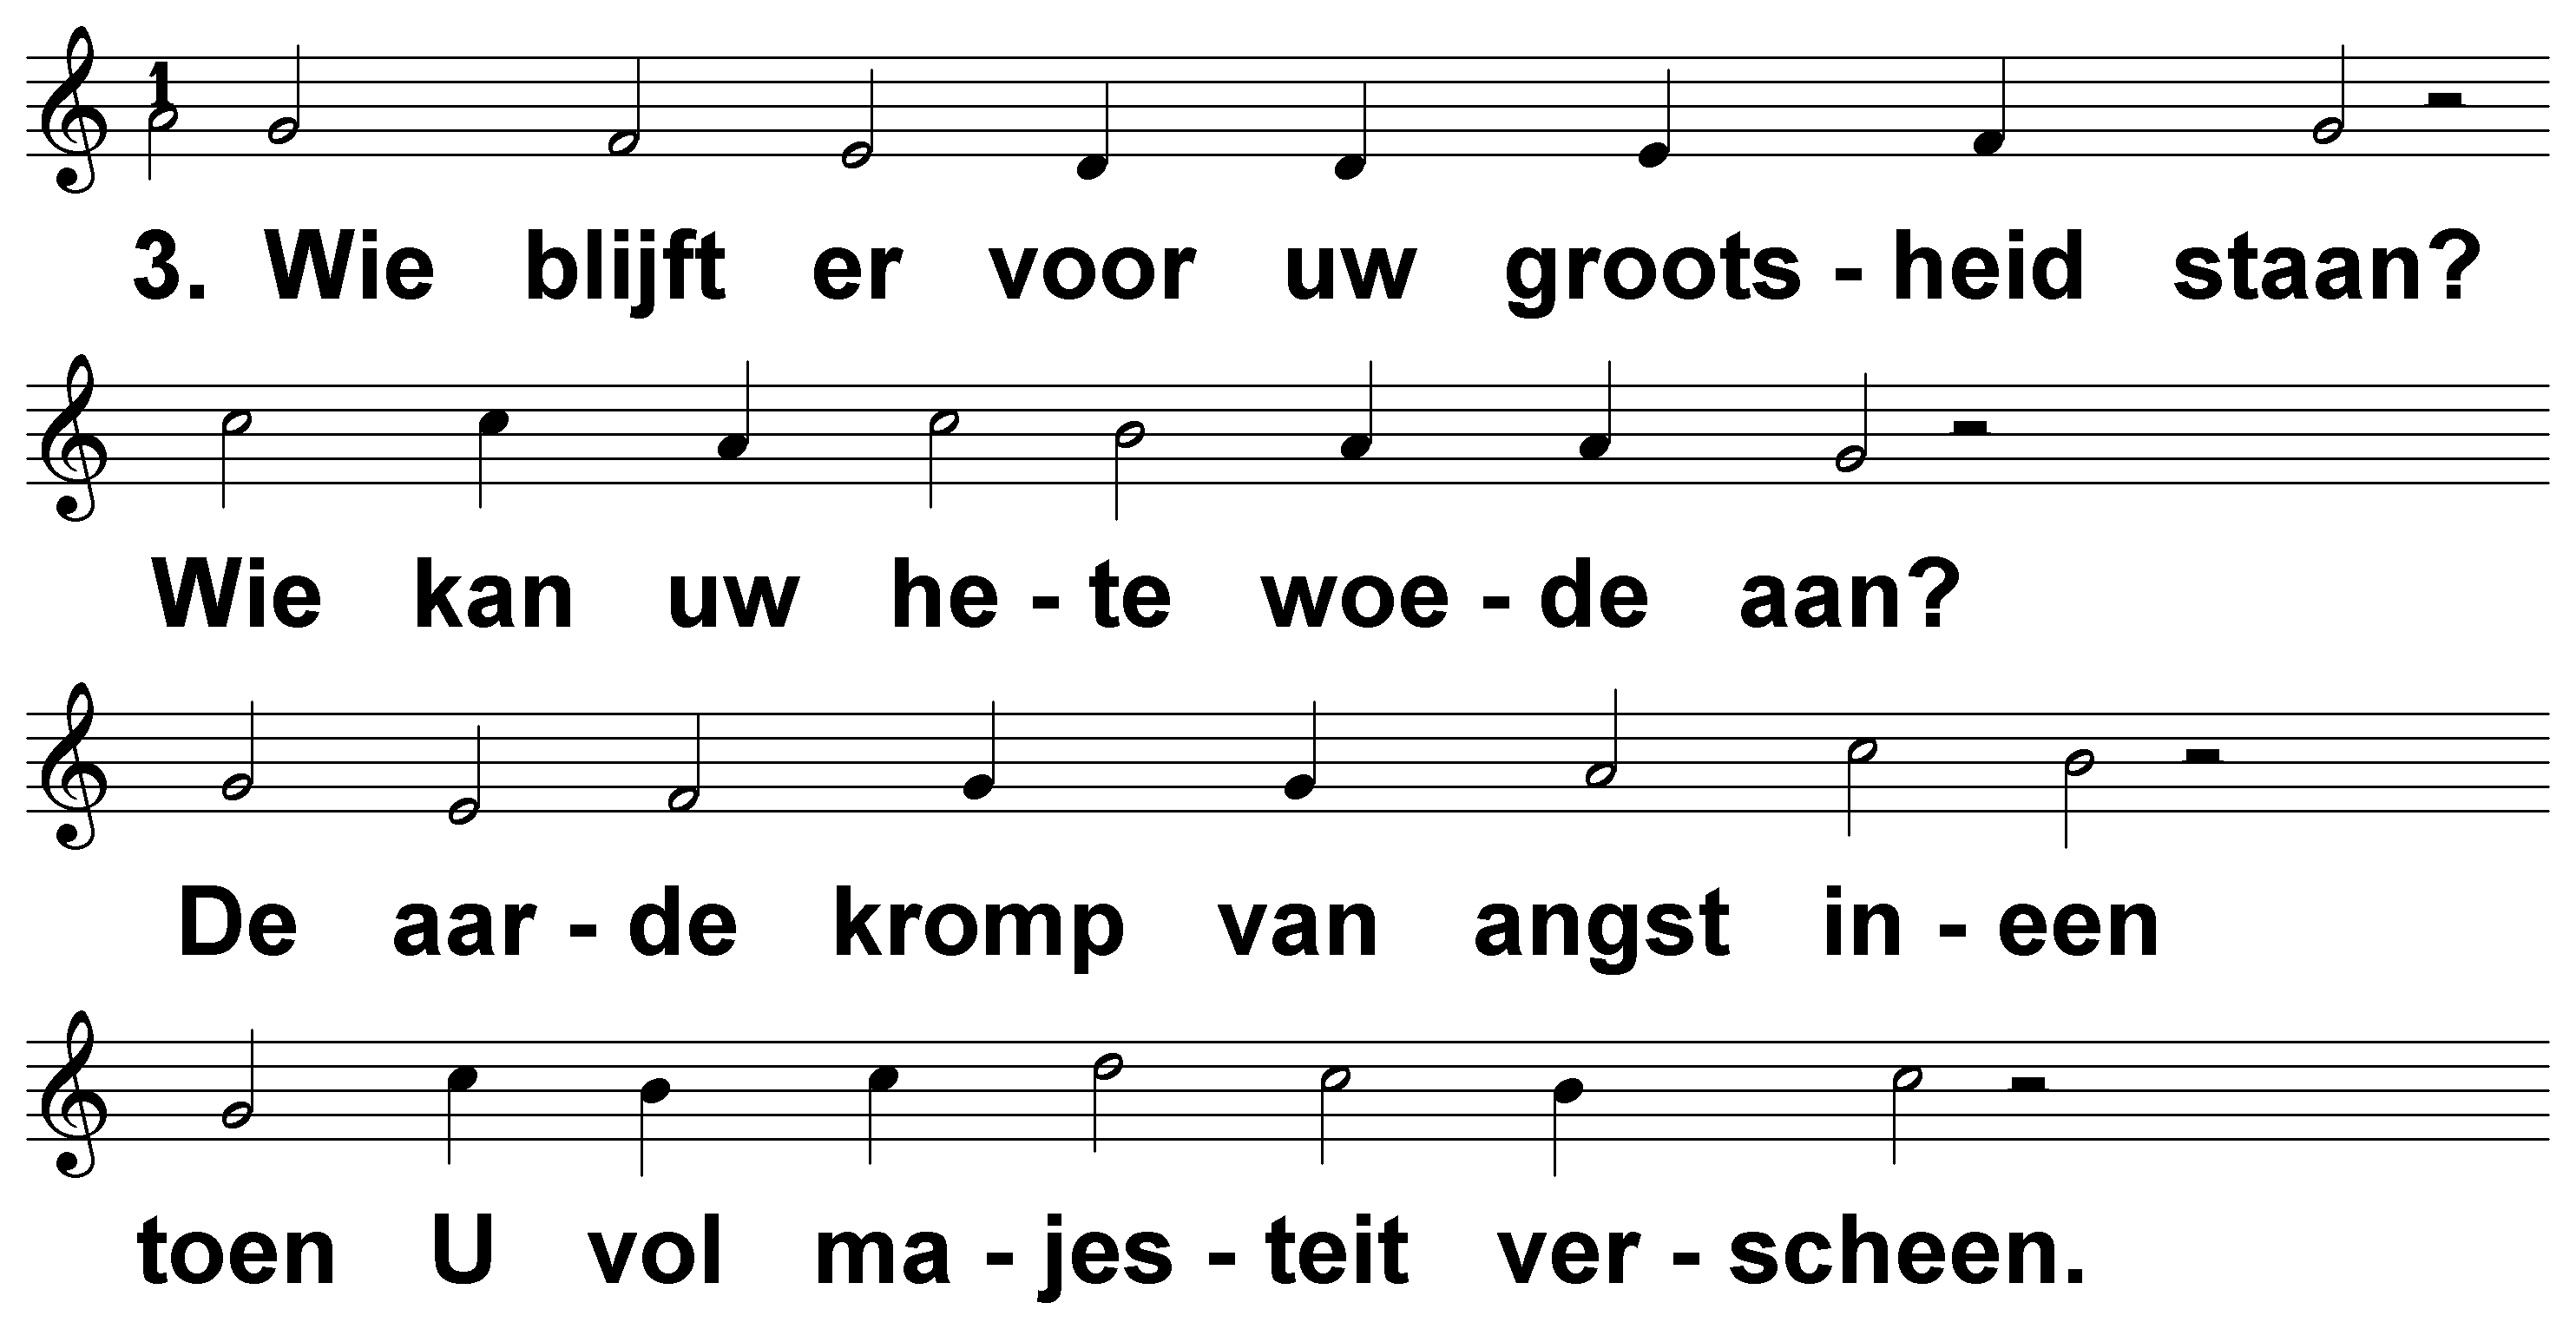 1
3. Wie blijft er voor uw groots - heid staan?
Wie kan uw he - te woe - de aan?
De aar - de kromp van angst in - een
toen U vol ma - jes - teit ver - scheen.